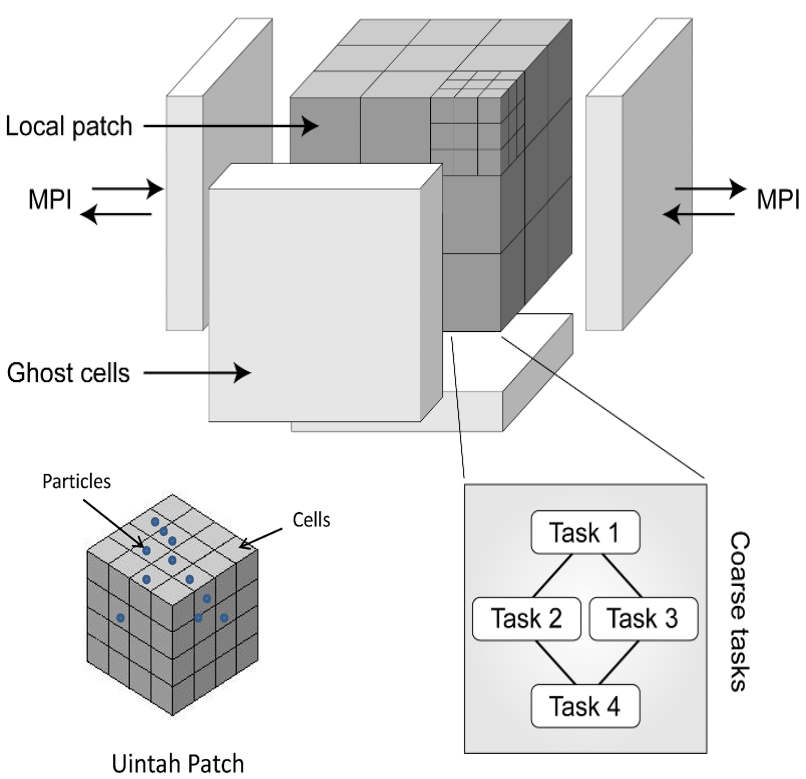 Local patch
MPI
MPI
Ghost cells
Particles
Cells
Task 1
Task 2
Task 3
Task 4
Coarse tasks
Uintah Patch